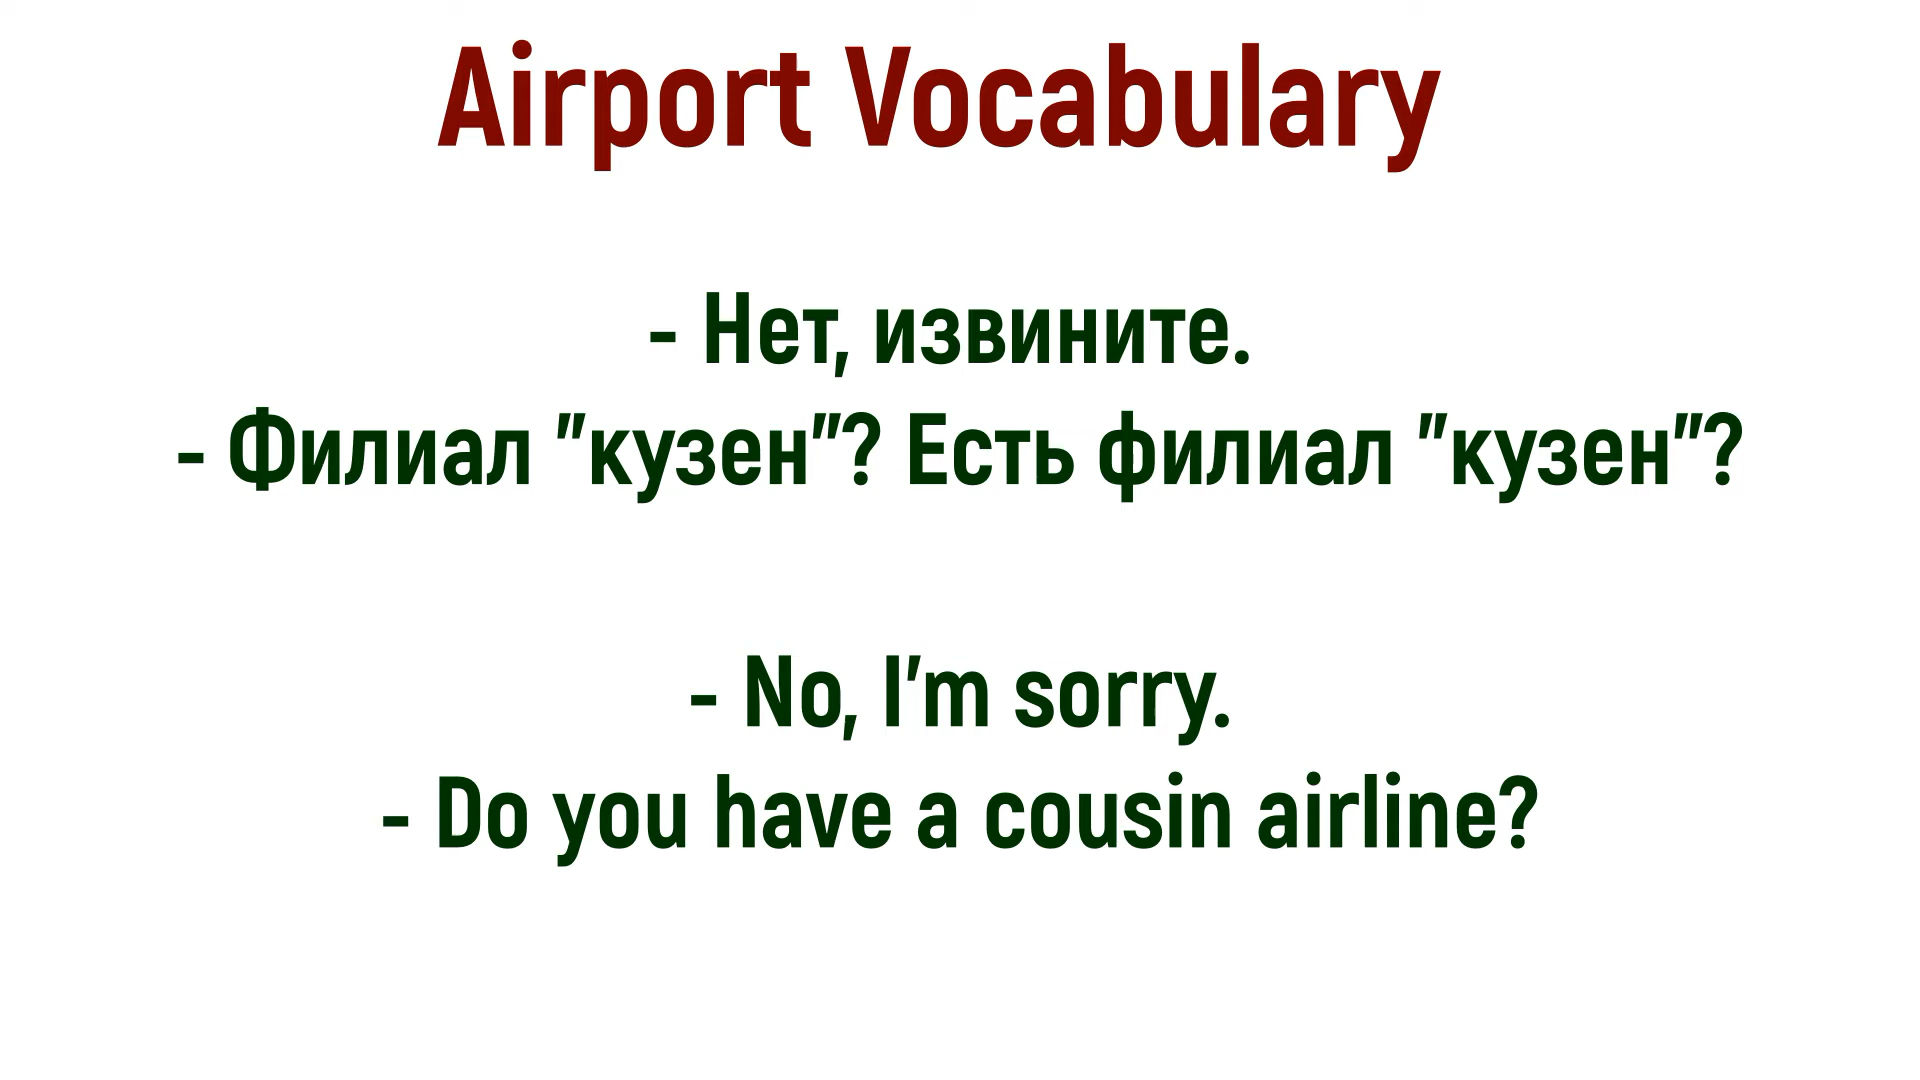 Airport Vocabulary
- Нет, извините.
- Филиал "кузен"? Есть филиал "кузен"?
- No, I'm sorry.
- Do you have a cousin airline?